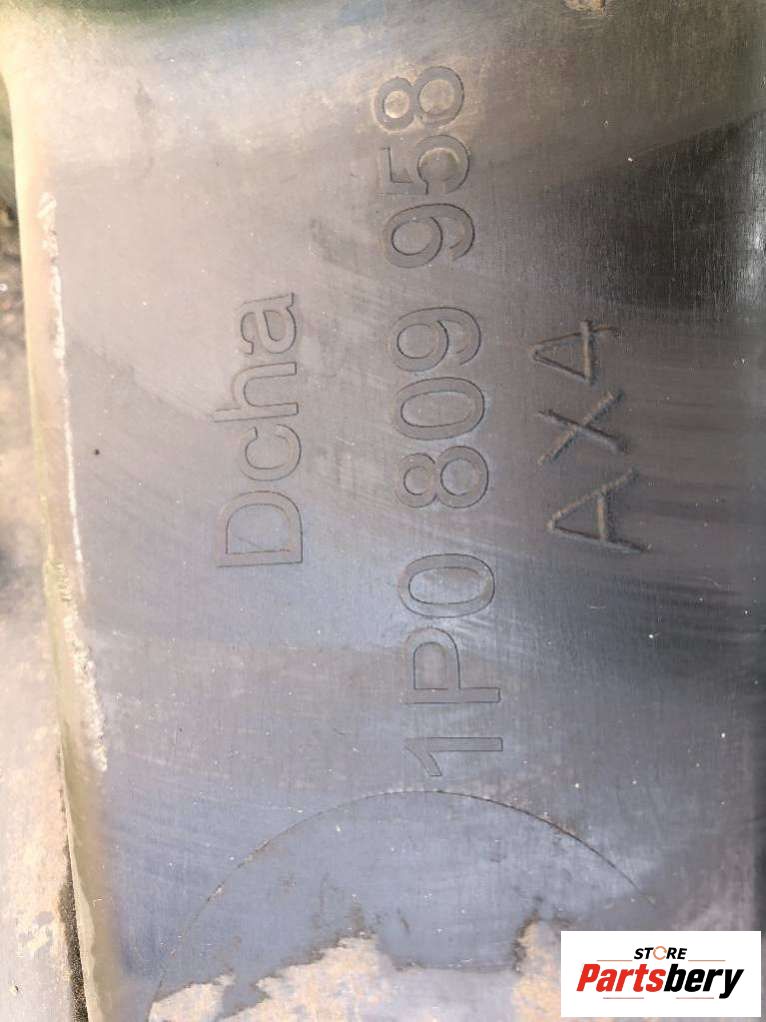 Dcha
1P0 809 958
AX4
STORE
Partsbery